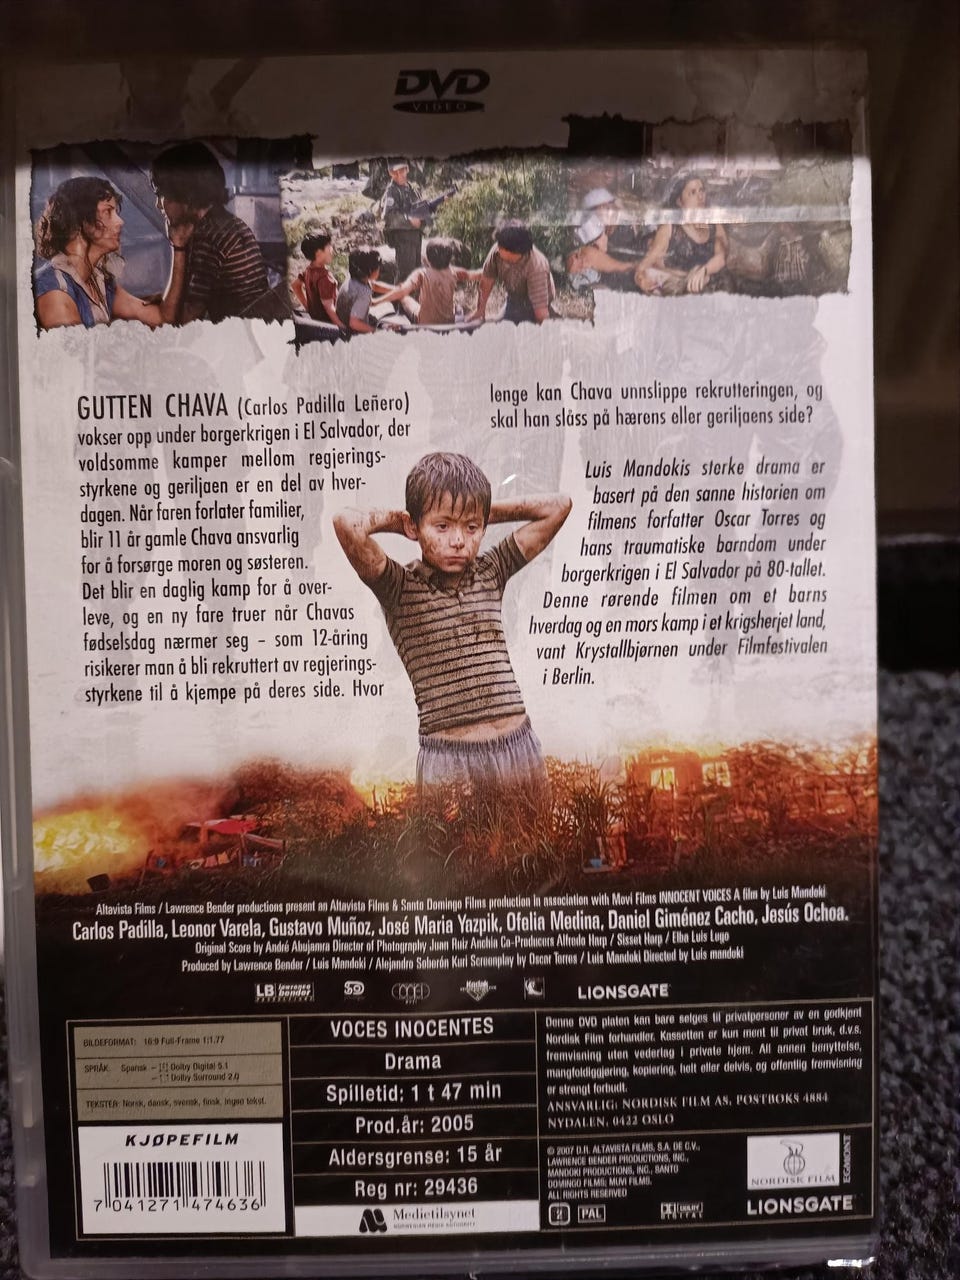 DVD
VIDEO
GUTTEN CHAVA (Carlos Padilla Leñero)
vokser opp under borgerkrigen i El Salvador, der
voldsomme kamper mellom regjerings-
styrkene og geriljaen er en del av hver-
dagen. Når faren forlater familier,
blir 11 år gamle Chava ansvarlig
for å forsørge moren og søsteren.
Det blir en daglig kamp for å over-
leve, og en ny fare truer når Chavas
fødselsdag nærmer seg – som 12-åring
risikerer man å bli rekruttert av regjerings-
styrkene til å kjempe på deres side. Hvor
lenge kan Chava unnslippe rekrutteringen, og
skal han slåss på hærens eller geriljaens side?
Luis Mandokis sterke drama er
basert på den sanne historien om
filmens forfatter Oscar Torres og
hans traumatiske barndom under
borgerkrigen i El Salvador på 80-tallet.
Denne rørende filmen om et barns
hverdag og en mors kamp i et krigsherjet land,
vant Krystallbjørnen under Filmfestivalen
i Berlin.
Altavista Films / Lawrence Bender productions present an Altavista Films & Santo Domingo Films production in association with Muvi Films INNOCENT VOICES A film by Luis Mandoki
Carlos Padilla, Leonor Varela, Gustavo Muñoz, José Maria Yazpik, Ofelia Medina, Daniel Giménez Cacho, Jesús Ochoa.
Original Score by André Abujamra Director of Photography Juan Ruiz Anchia Co-Producers Alfredo Harp / Sisset Harp / Elba Luis Lugo
Produced by Lawrence Bender / Luis Mandoki / Alejandro Soberón Kuri Screenplay by Oscar Torres / Luis Mandoki Directed by Luis mandoki
LB lawrence bender PRODUCTIONS
Kodak
LIONSGATE
BILDEFORMAT: 16:9 Full-Frame 1:1.77
SPRÅK: Spansk – Dolby Digital 5.1
– Dolby Surround 2.0
TEKSTER: Norsk, dansk, svensk, finsk, ingen tekst.
KJØPEFILM
7 041271 474636
VOCES INOCENTES
Drama
Spilletid: 1 t 47 min
Prod.år: 2005
Aldersgrense: 15 år
Reg nr: 29436
Medietilsynet
NORWEGIAN MEDIA AUTHORITY
Denne DVD platen kan bare selges til privatpersoner av en godkjent
Nordisk Film forhandler. Kassetten er kun ment til privat bruk, d.v.s.
fremvisning uten vederlag i private hjem. All annen benyttelse,
mangfoldiggjøring, kopiering, helt eller delvis, og offentlig fremvisning
er strengt forbudt.
ANSVARLIG: NORDISK FILM AS, POSTBOKS 4884
NYDALEN, 0422 OSLO
© 2007 D.R. ALTAVISTA FILMS, S.A. DE C.V.,
LAWRENCE BENDER PRODUCTIONS, INC.,
MANDOKI PRODUCTIONS, INC., SANTO
DOMINGO FILMS; MUVI FILMS.
ALL RIGHTS RESERVED
2 PAL
DOLBY DIGITAL
NORDISK FILM
EGMONT
LIONSGATE